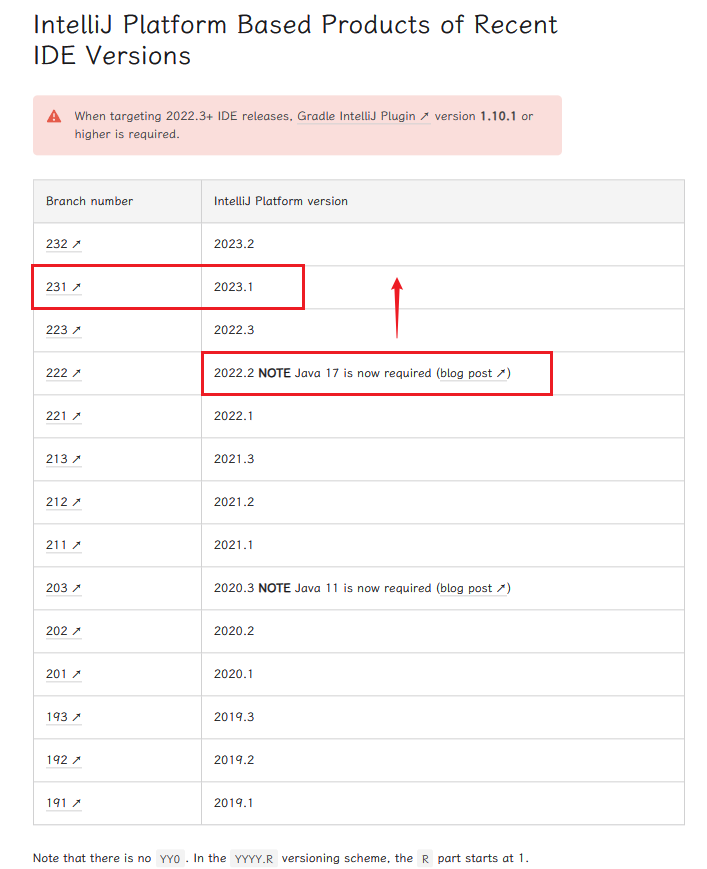 IntelliJ Platform Based Products of Recent
IDE Versions
When targeting 2022.3+ IDE releases, Gradle IntelliJ Plugin ↗ version 1.10.1 or
higher is required.
Branch number IntelliJ Platform version
232 ↗ 2023.2
231 ↗ 2023.1
223 ↗ 2022.3
222 ↗ 2022.2 NOTE Java 17 is now required (blog post ↗)
221 ↗ 2022.1
213 ↗ 2021.3
212 ↗ 2021.2
211 ↗ 2021.1
203 ↗ 2020.3 NOTE Java 11 is now required (blog post ↗)
202 ↗ 2020.2
201 ↗ 2020.1
193 ↗ 2019.3
192 ↗ 2019.2
191 ↗ 2019.1
Note that there is no YY0 . In the YYYY.R versioning scheme, the R part starts at 1.